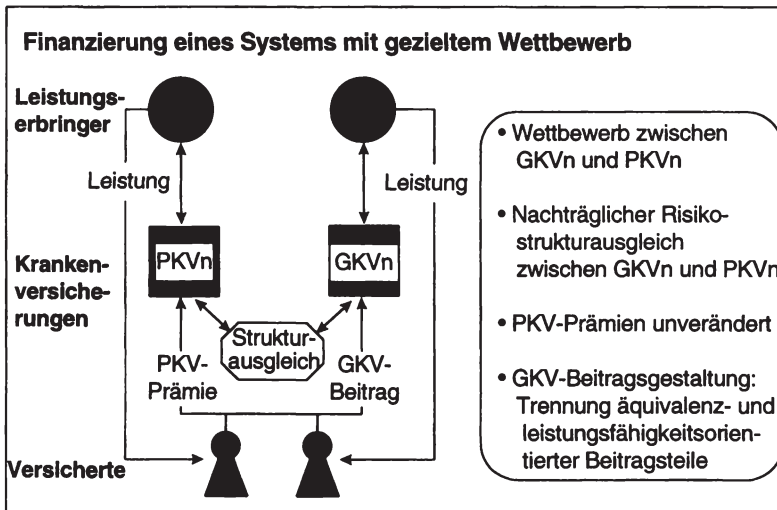 Finanzierung eines Systems mit gezieltem Wettbewerb
Leistungs-
erbringer
Leistung
Leistung
Kranken-
versiche-
rungen
PKVn
GKVn
Struktur-
ausgleich
PKV-
Prämie
GKV-
Beitrag
Versicherte
• Wettbewerb zwischen
GKVn und PKVn
• Nachträglicher Risiko-
strukturausgleich
zwischen GKVn und PKVn
• PKV-Prämien unverändert
• GKV-Beitragsgestaltung:
Trennung äquivalenz- und
leistungsfähigkeitsorien-
tierter Beitragsteile